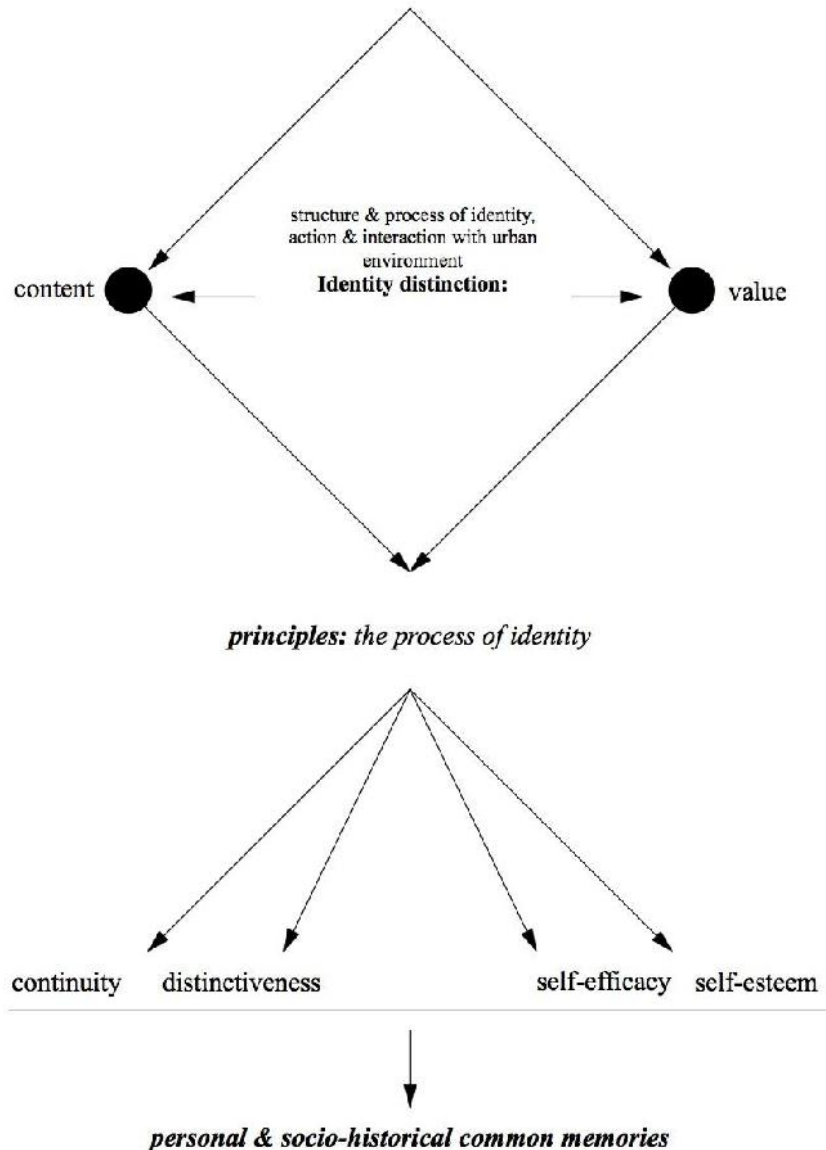 structure & process of identity,
action & interaction with urban
environment
Identity distinction:
content
value
principles: the process of identity
continuity
distinctiveness
self-efficacy
self-esteem
personal & socio-historical common memories